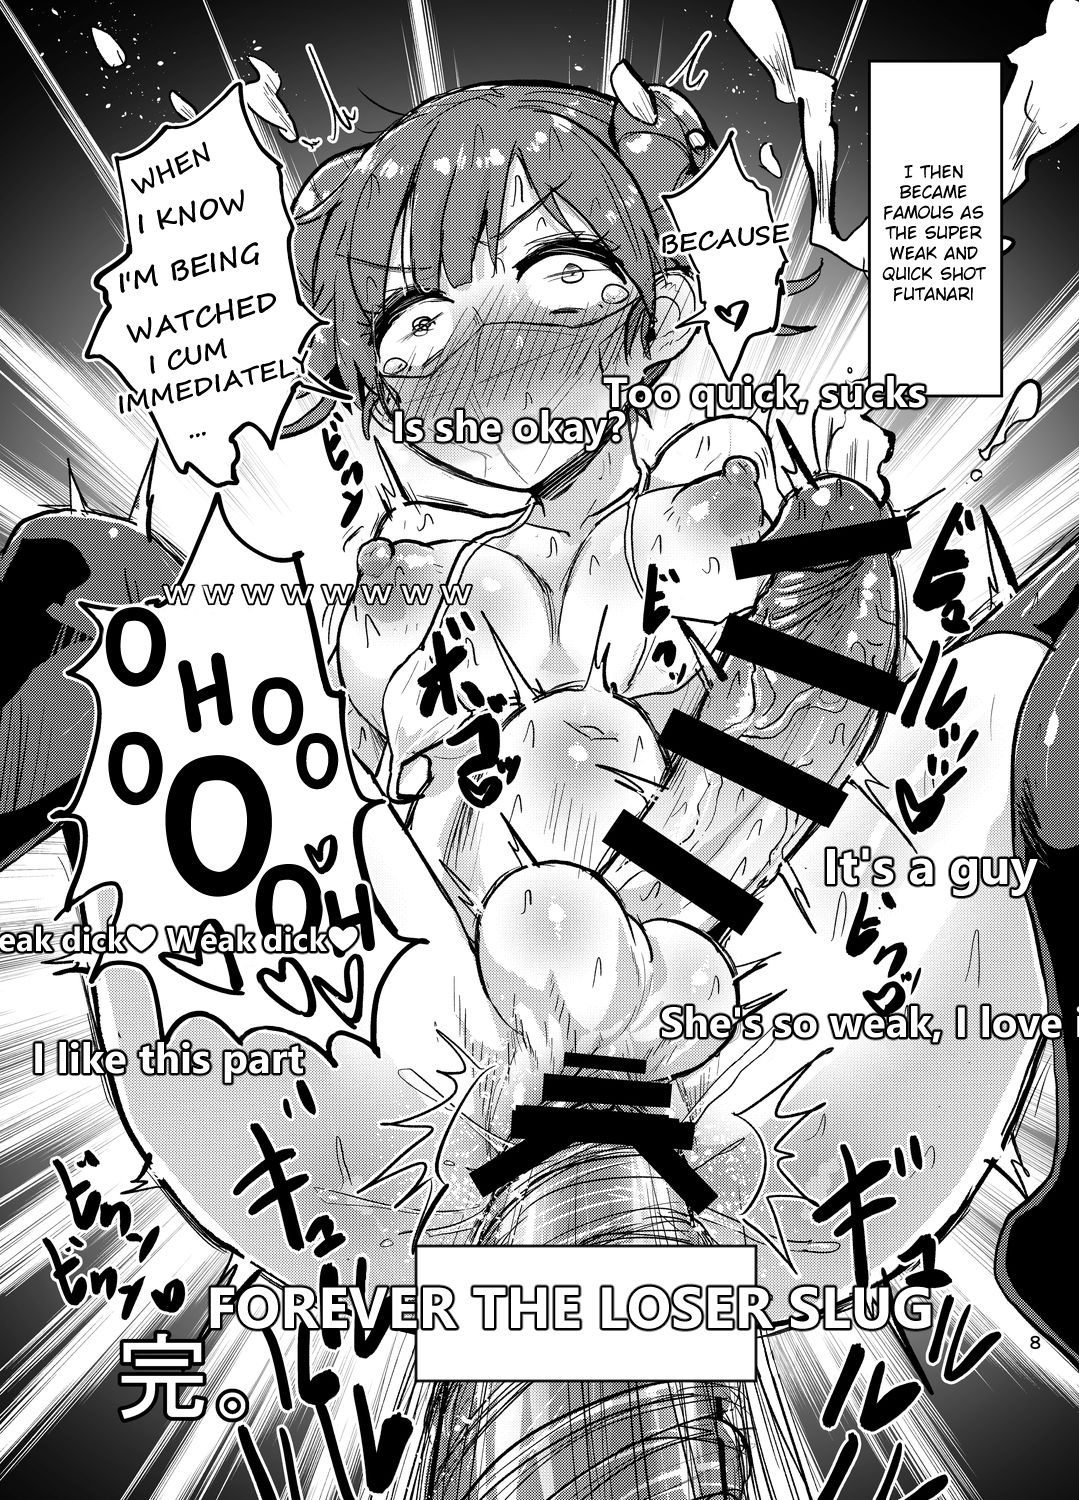 I THEN
BECAME
FAMOUS AS
THE SUPER
WEAK AND
QUICK SHOT
FUTANARI
BECAUSE
♡
WHEN
I KNOW
I'M BEING
WATCHED
I CUM
IMMEDIATELY
...
Too quick, sucks
Is she okay?
w w w w w w w w
OHOO
OOOOOH
It's a guy
eak dick♥ Weak dick♥
She's so weak, I love i
I like this part
FOREVER THE LOSER SLUG
完。
8